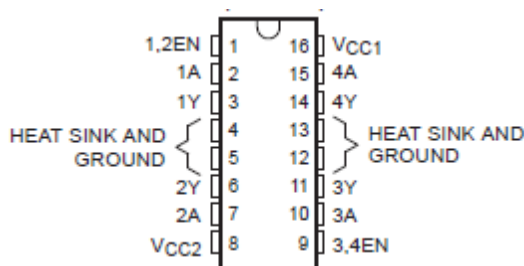 1,2EN 1 16 VCC1
1A 2 15 4A
1Y 3 14 4Y
HEAT SINK AND GROUND 4 13 HEAT SINK AND GROUND
5 12
2Y 6 11 3Y
2A 7 10 3A
VCC2 8 9 3,4EN